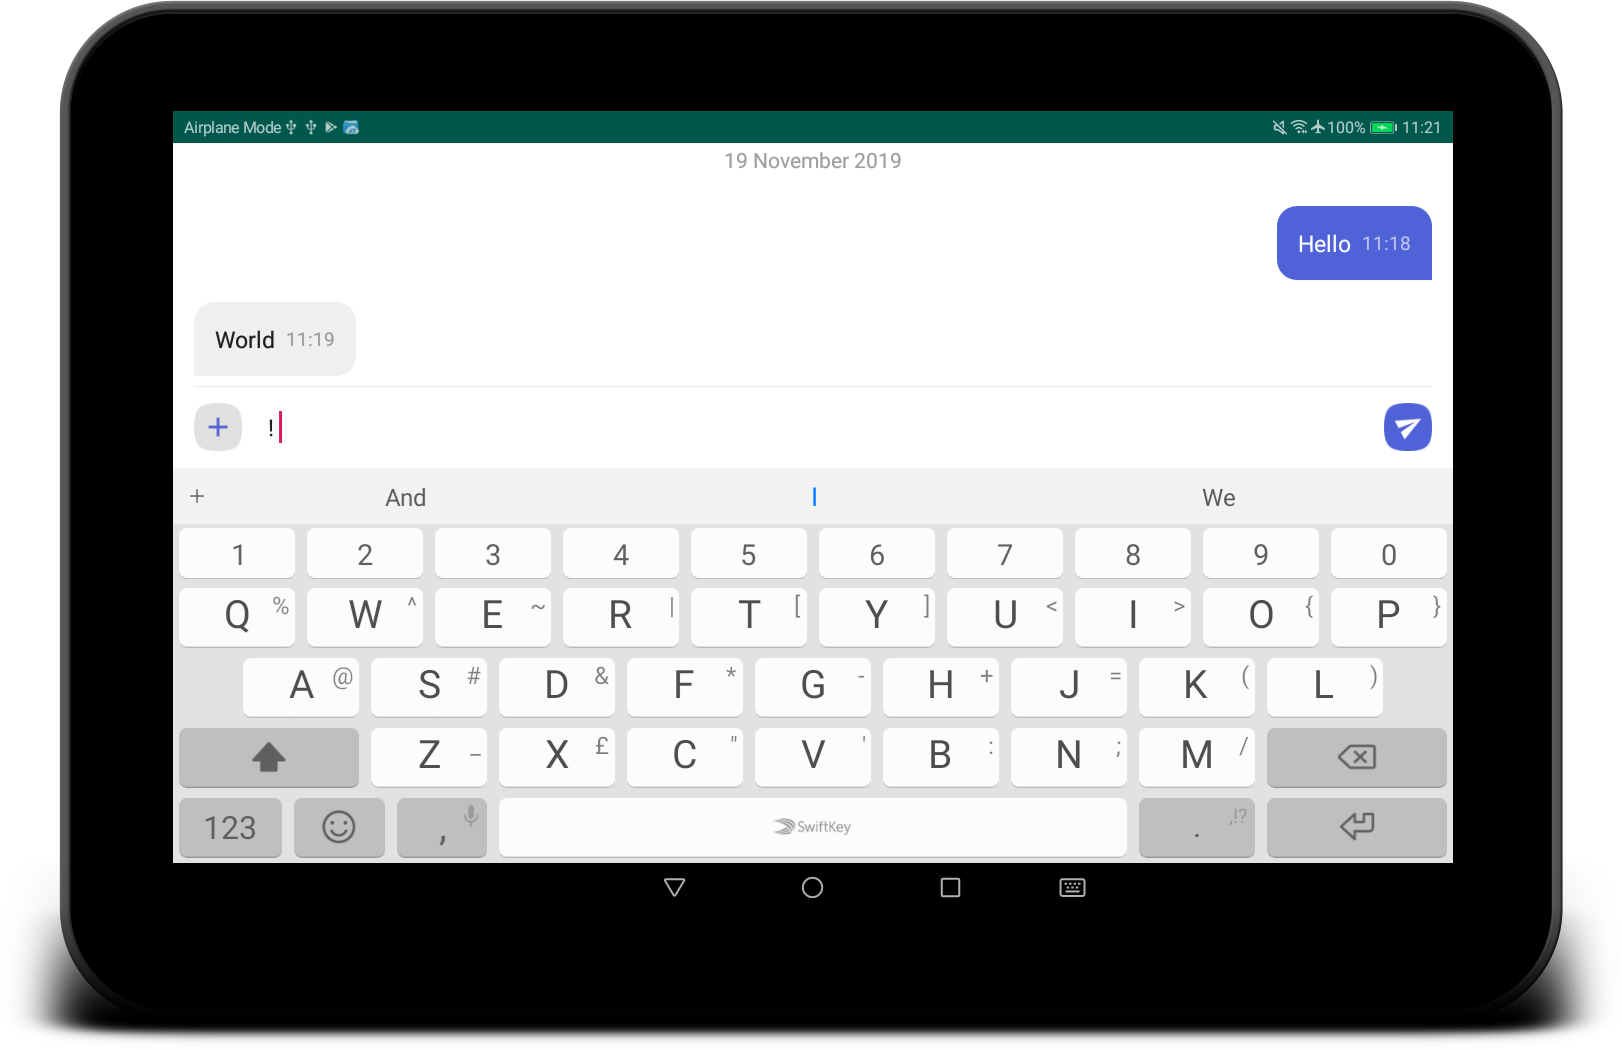 Airplane Mode 100% 11:21
19 November 2019
Hello 11:18
World 11:19
!
+ And I We
1 2 3 4 5 6 7 8 9 0
Q % W ^ E ~ R | T [ Y ] U < I > O { P }
A @ S # D & F * G - H + J = K ( L )
Z _ X £ C " V ' B : N ; M /
123 , SwiftKey . ,!?